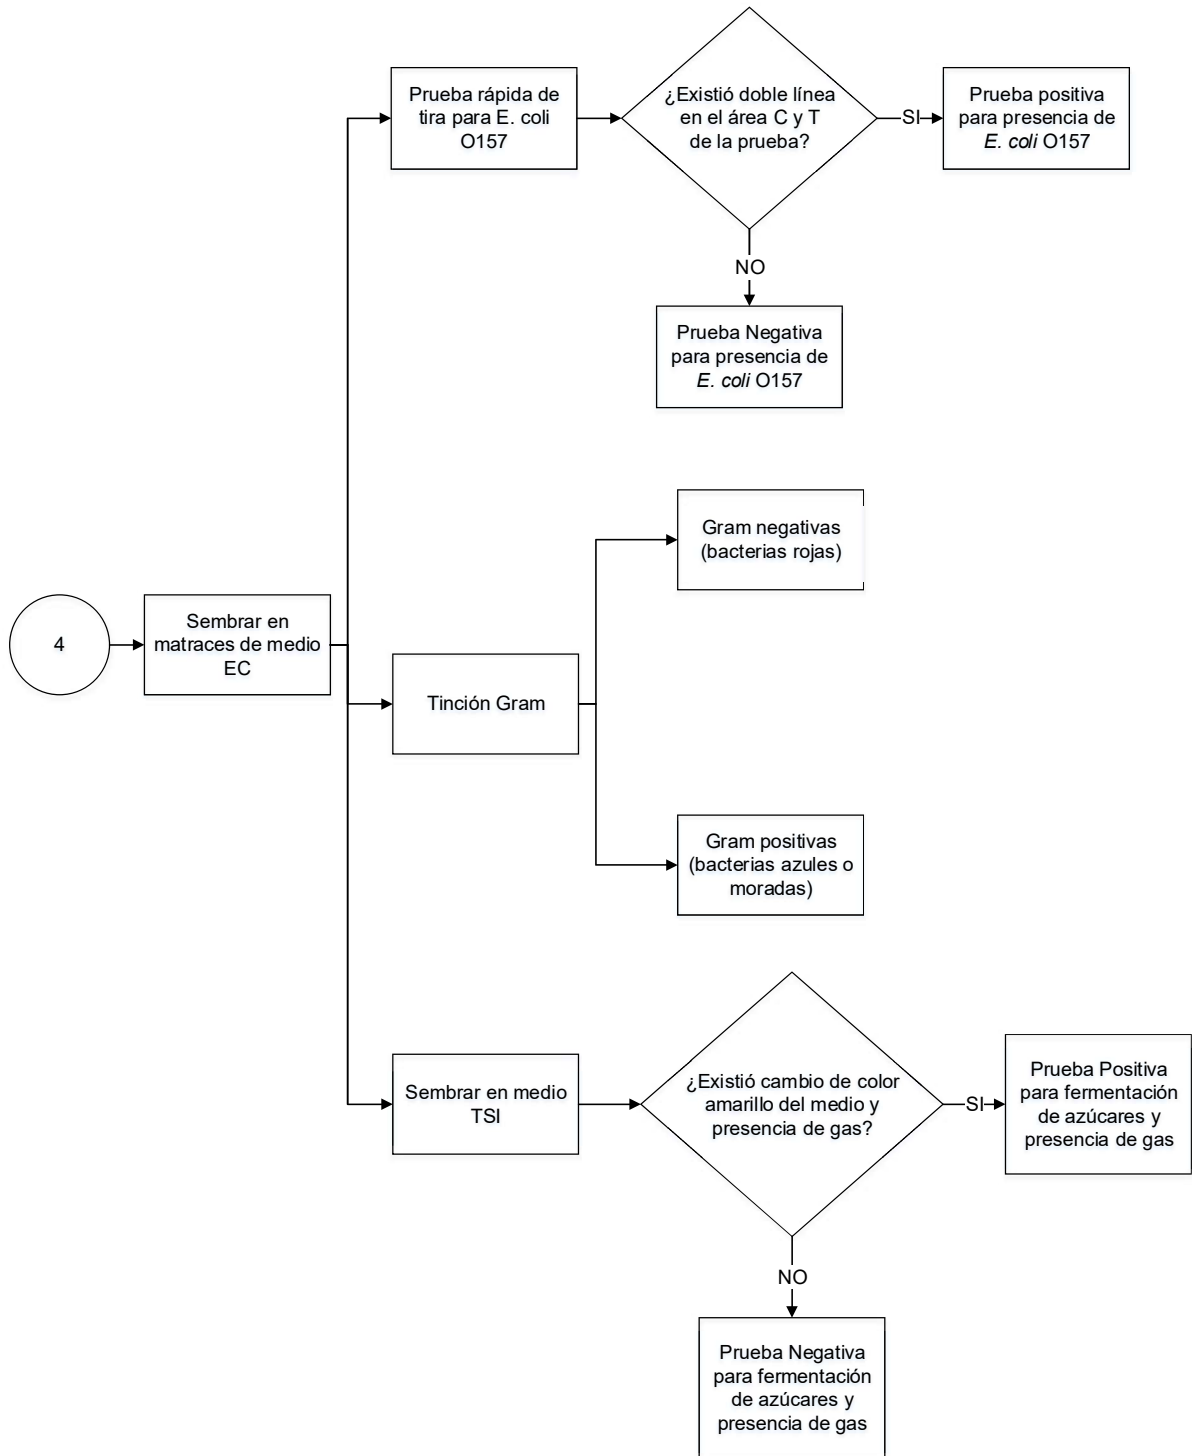 4
Sembrar en
matraces de medio
EC
Prueba rápida de
tira para E. coli
O157
¿Existió doble línea
en el área C y T
de la prueba?
SI
Prueba positiva
para presencia de
E. coli O157
NO
Prueba Negativa
para presencia de
E. coli O157
Tinción Gram
Gram negativas
(bacterias rojas)
Gram positivas
(bacterias azules o
moradas)
Sembrar en medio
TSI
¿Existió cambio de color
amarillo del medio y
presencia de gas?
SI
Prueba Positiva
para fermentación
de azúcares y
presencia de gas
NO
Prueba Negativa
para fermentación
de azúcares y
presencia de gas